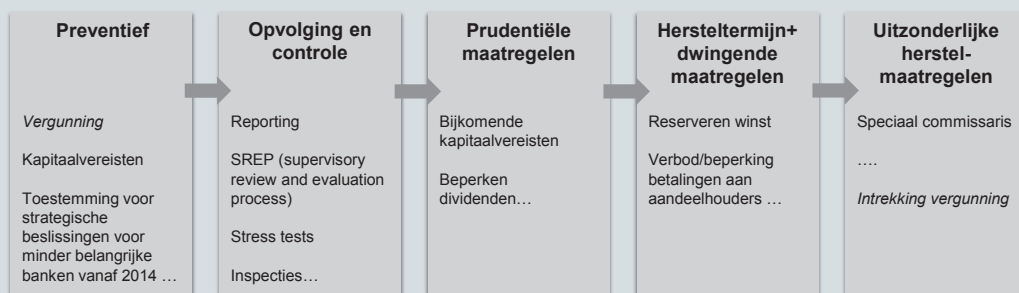 Preventief
Vergunning
Kapitaalvereisten
Toestemming voor
strategische
beslissingen voor
minder belangrijke
banken vanaf 2014 …
Opvolging en
controle
Reporting
SREP (supervisory
review and evaluation
process)
Stress tests
Inspecties…
Prudentiële
maatregelen
Bijkomende
kapitaalvereisten
Beperken
dividenden…
Hersteltermijn+
dwingende
maatregelen
Reserveren winst
Verbod/beperking
betalingen aan
aandeelhouders …
Uitzonderlijke
herstel-
maatregelen
Speciaal commissaris
….
Intrekking vergunning